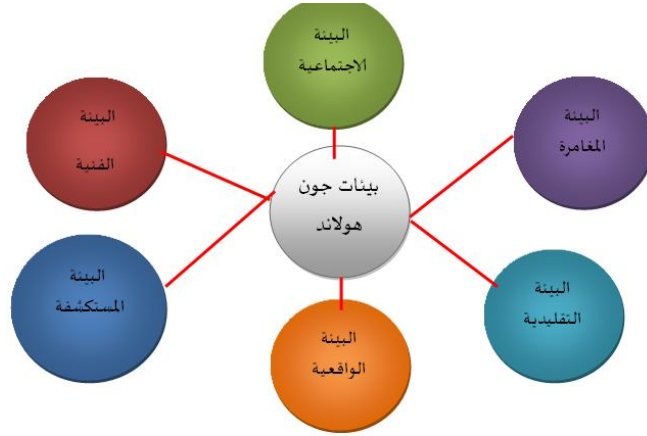 البيئة
الاجتماعية
البيئة
المغامرة
البيئة
الفنية
بيئات جون
هولاند
البيئة
التقليدية
البيئة
المستكشفة
البيئة
الواقعية